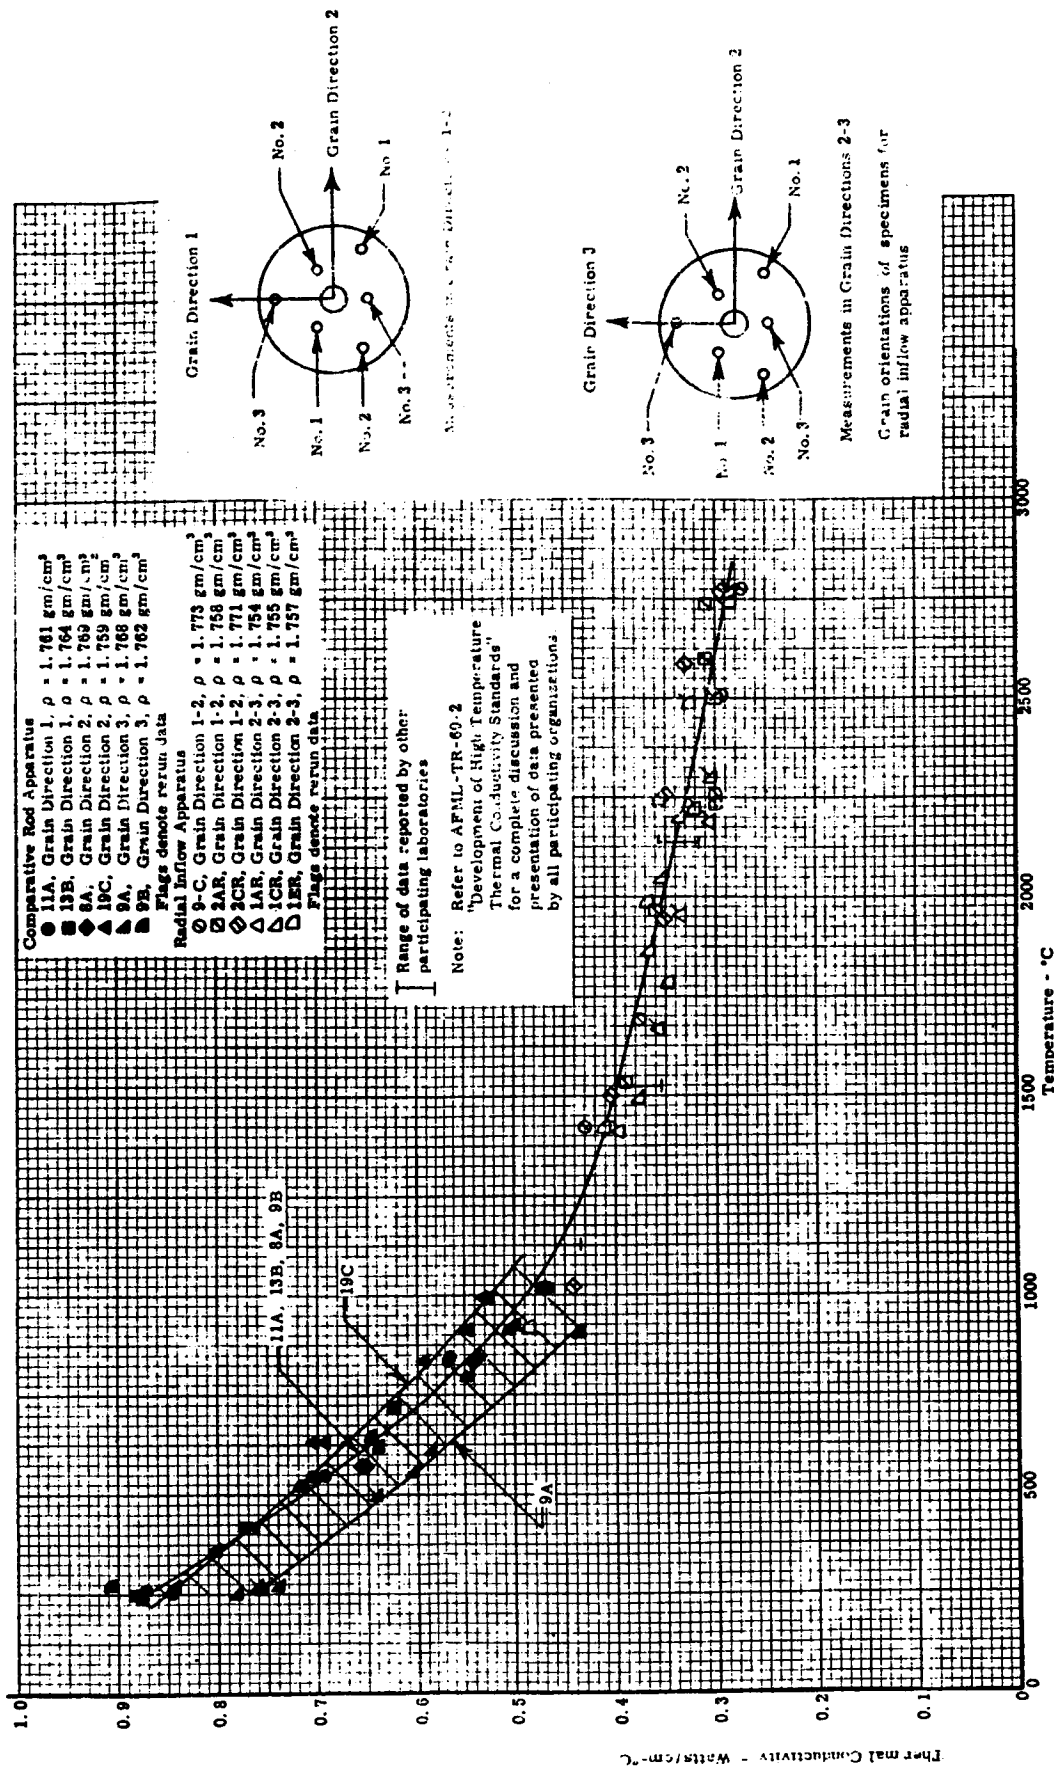 Comparative Rod Apparatus
● 11A, Grain Direction 1, ρ = 1.761 gm/cm³
■ 13B, Grain Direction 1, ρ = 1.764 gm/cm³
◆ 8A, Grain Direction 2, ρ = 1.769 gm/cm³
▲ 19C, Grain Direction 2, ρ = 1.759 gm/cm
9A, Grain Direction 3, ρ = 1.768 gm/cm³
9B, Grain Direction 3, ρ = 1.762 gm/cm³
Flags denote rerun data
Radial Inflow Apparatus
9-C, Grain Direction 1-2, ρ = 1.773 gm/cm³
2AR, Grain Direction 1-2, ρ = 1.758 gm/cm³
2CR, Grain Direction 1-2, ρ = 1.771 gm/cm³
1AR, Grain Direction 2-3, ρ = 1.754 gm/cm³
1CR, Grain Direction 2-3, ρ = 1.755 gm/cm³
1ER, Grain Direction 2-3, ρ = 1.757 gm/cm³
Flags denote rerun data
Range of data reported by other
participating laboratories
Note: Refer to AFML-TR-69-2
"Development of High Temperature
Thermal Conductivity Standards"
for a complete discussion and
presentation of data presented
by all participating organizations.
11A, 13B, 8A, 9B
19C
9A
Grain Direction 1
Grain Direction 2
No. 3
No. 2
No. 1
No. 1
No. 2
No. 3
1-2
Grain Direction 3
Grain Direction 2
No. 3
No. 2
No. 1
No. 1
No. 2
No. 3
Measurements in Grain Directions 2-3
Grain orientations of specimens for
radial inflow apparatus
Thermal Conductivity - Watts/cm-°C
1.0
0.9
0.8
0.7
0.6
0.5
0.4
0.3
0.2
0.1
0
0
500
1000
1500
2000
2500
3000
Temperature - °C